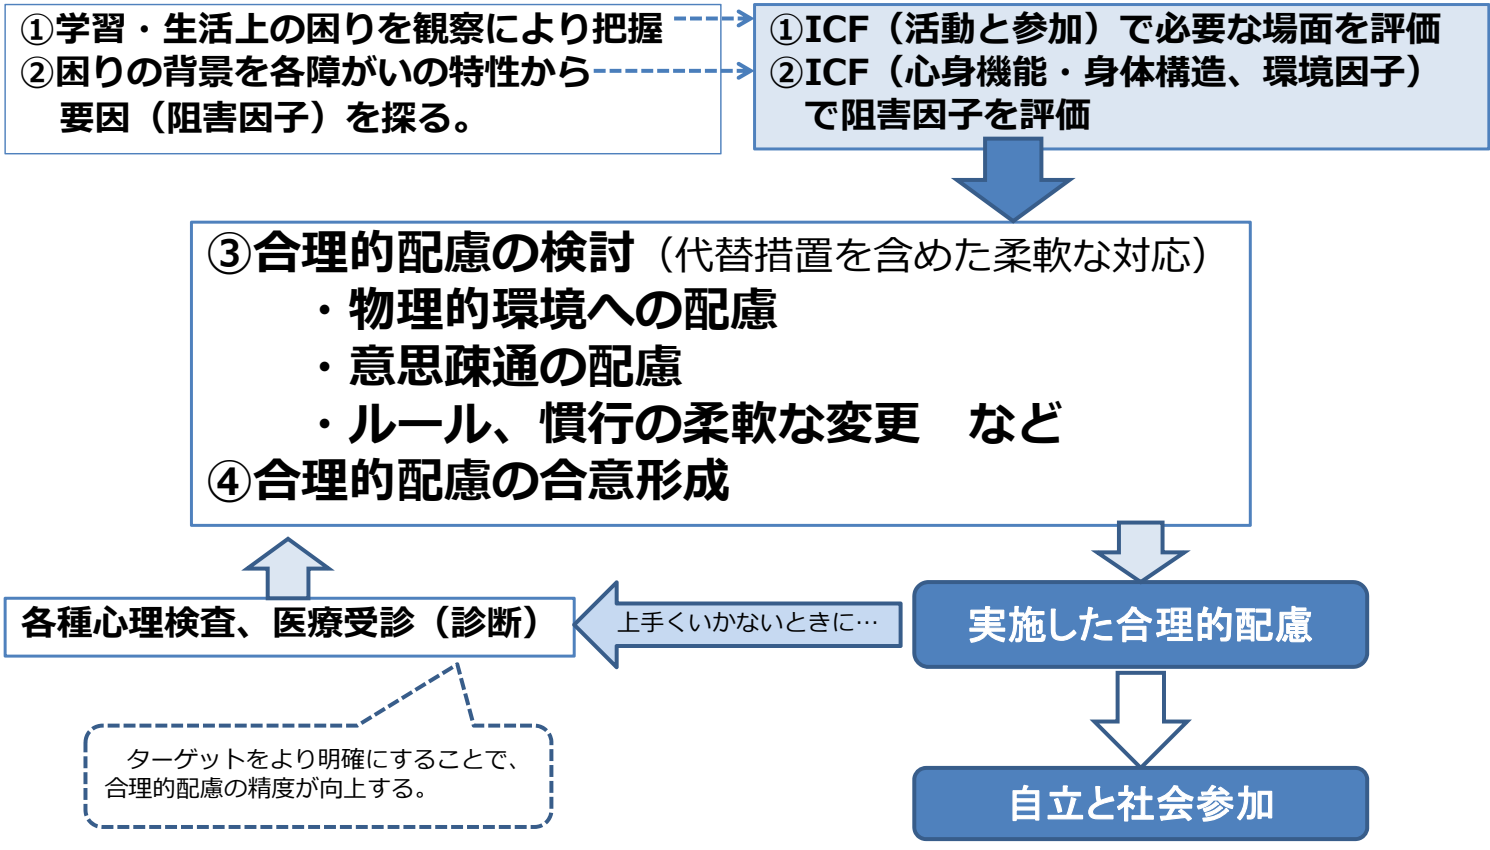 ①学習・生活上の困りを観察により把握
②困りの背景を各障がいの特性から
要因（阻害因子）を探る。
①ICF（活動と参加）で必要な場面を評価
②ICF（心身機能・身体構造、環境因子）
で阻害因子を評価
③合理的配慮の検討（代替措置を含めた柔軟な対応）
・物理的環境への配慮
・意思疎通の配慮
・ルール、慣行の柔軟な変更　など
④合理的配慮の合意形成
各種心理検査、医療受診（診断）
上手くいかないときに…
実施した合理的配慮
ターゲットをより明確にすることで、
合理的配慮の精度が向上する。
自立と社会参加